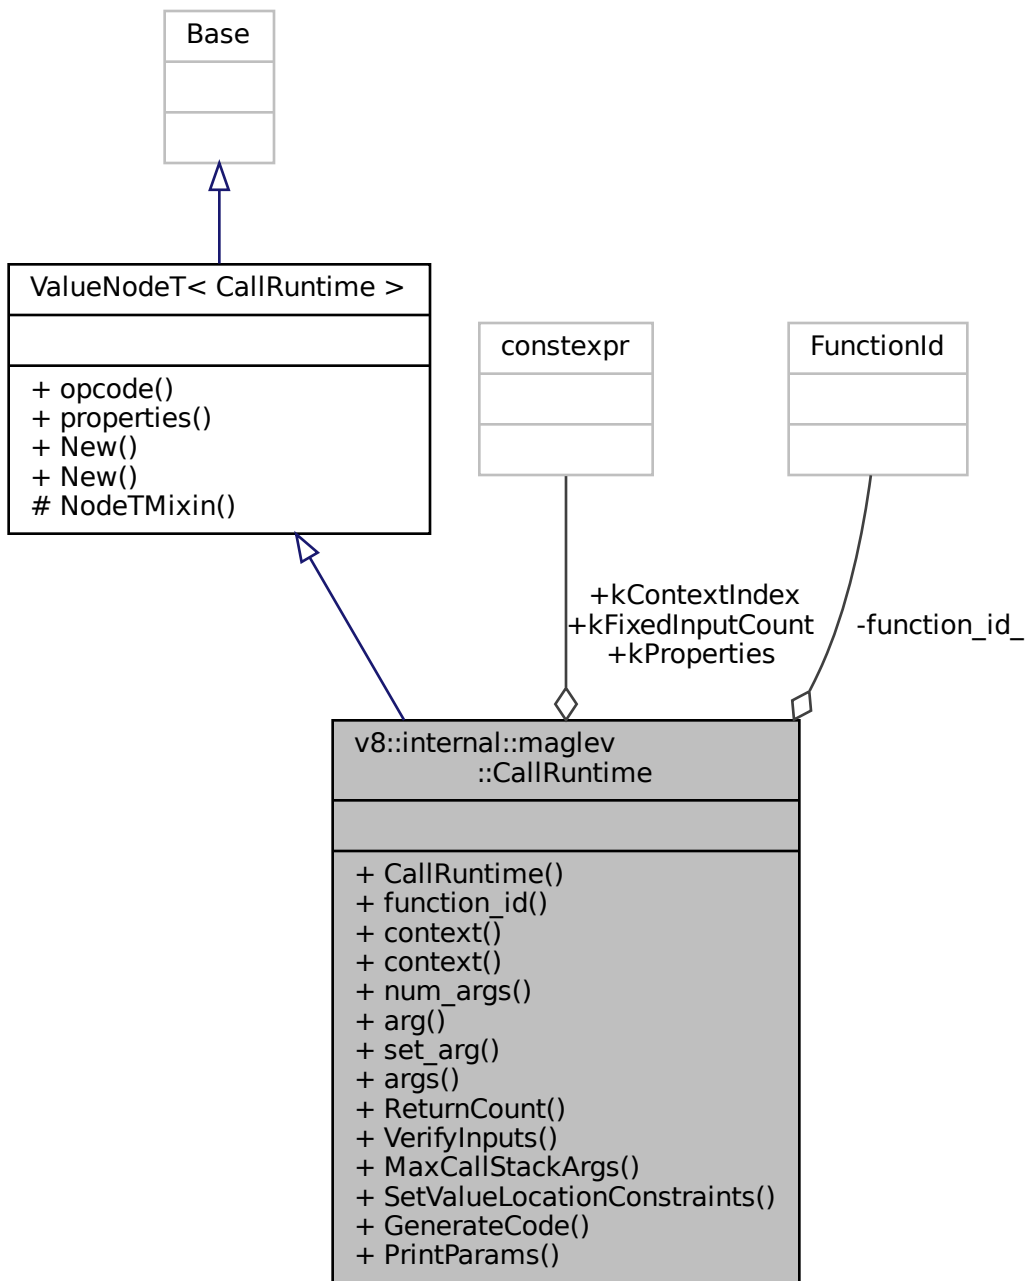 Base
ValueNodeT< CallRuntime >
+ opcode()
+ properties()
+ New()
+ New()
# NodeTMixin()
constexpr
FunctionId
+kContextIndex
+kFixedInputCount
+kProperties
-function_id_
v8::internal::maglev
::CallRuntime
+ CallRuntime()
+ function_id()
+ context()
+ context()
+ num_args()
+ arg()
+ set_arg()
+ args()
+ ReturnCount()
+ VerifyInputs()
+ MaxCallStackArgs()
+ SetValueLocationConstraints()
+ GenerateCode()
+ PrintParams()